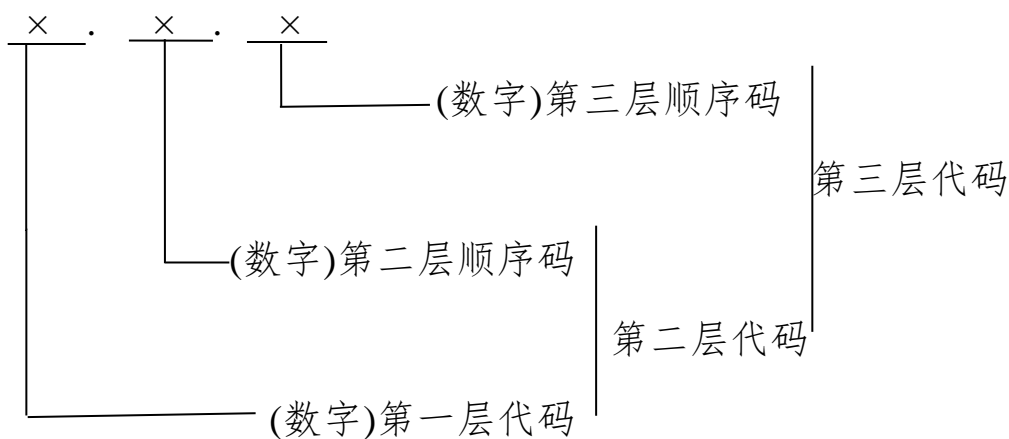 × . × . ×
(数字)第三层顺序码
第三层代码
(数字)第二层顺序码
第二层代码
(数字)第一层代码